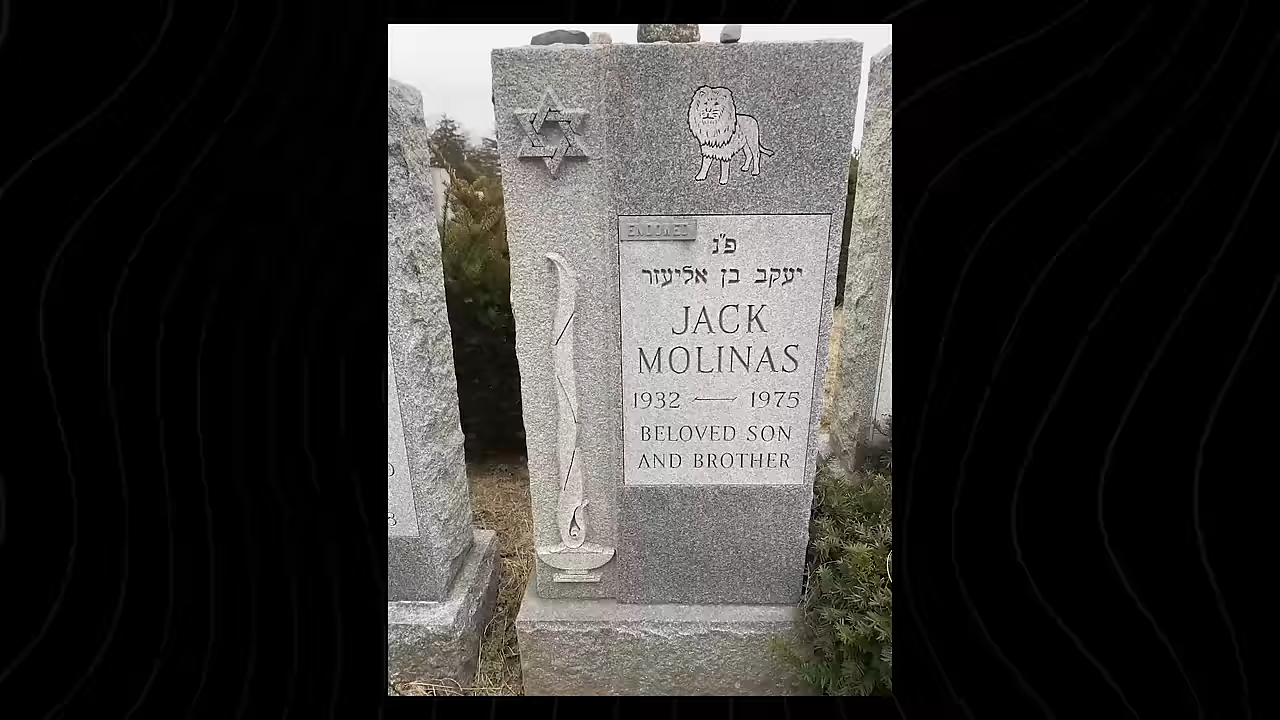 ENDOWED
פ"נ
יעקב בן אליעזר
JACK
MOLINAS
1932 — 1975
BELOVED SON
AND BROTHER